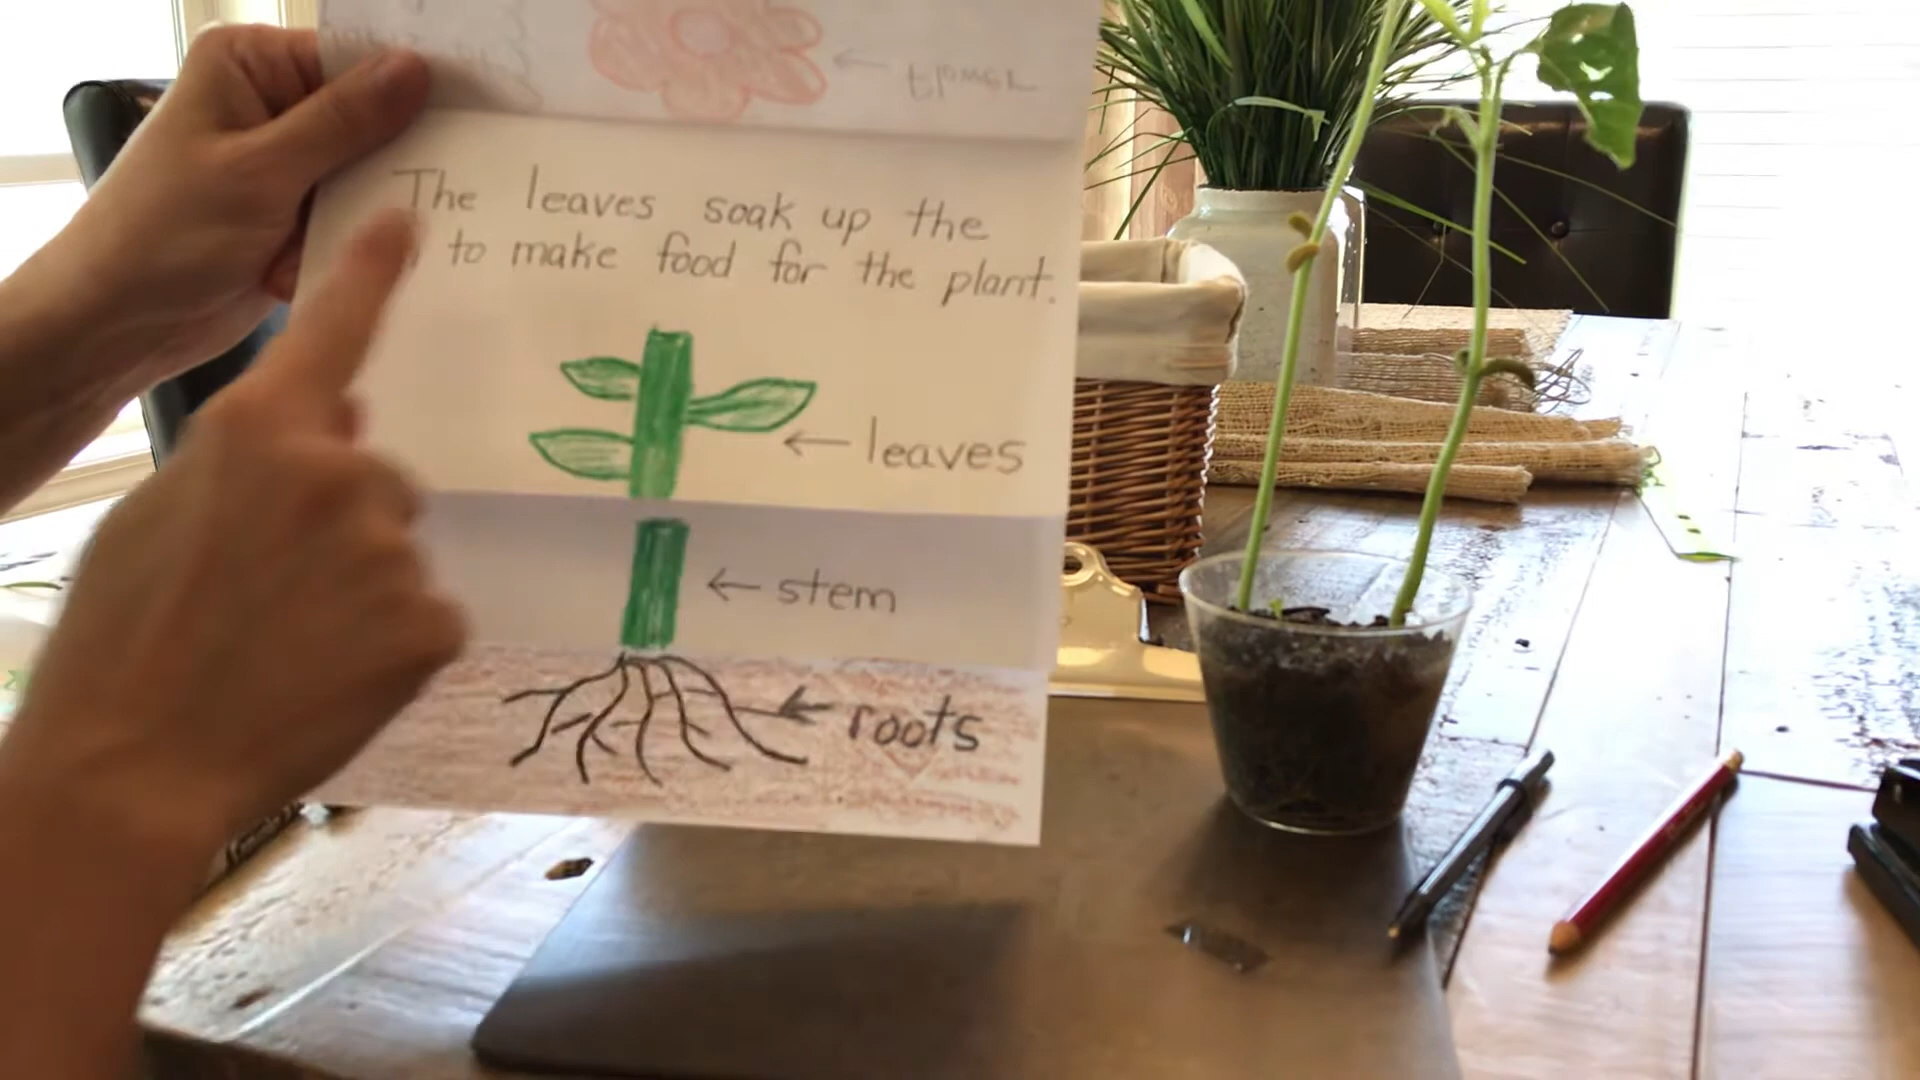 flower
The leaves soak up the
to make food for the plant.
leaves
stem
roots